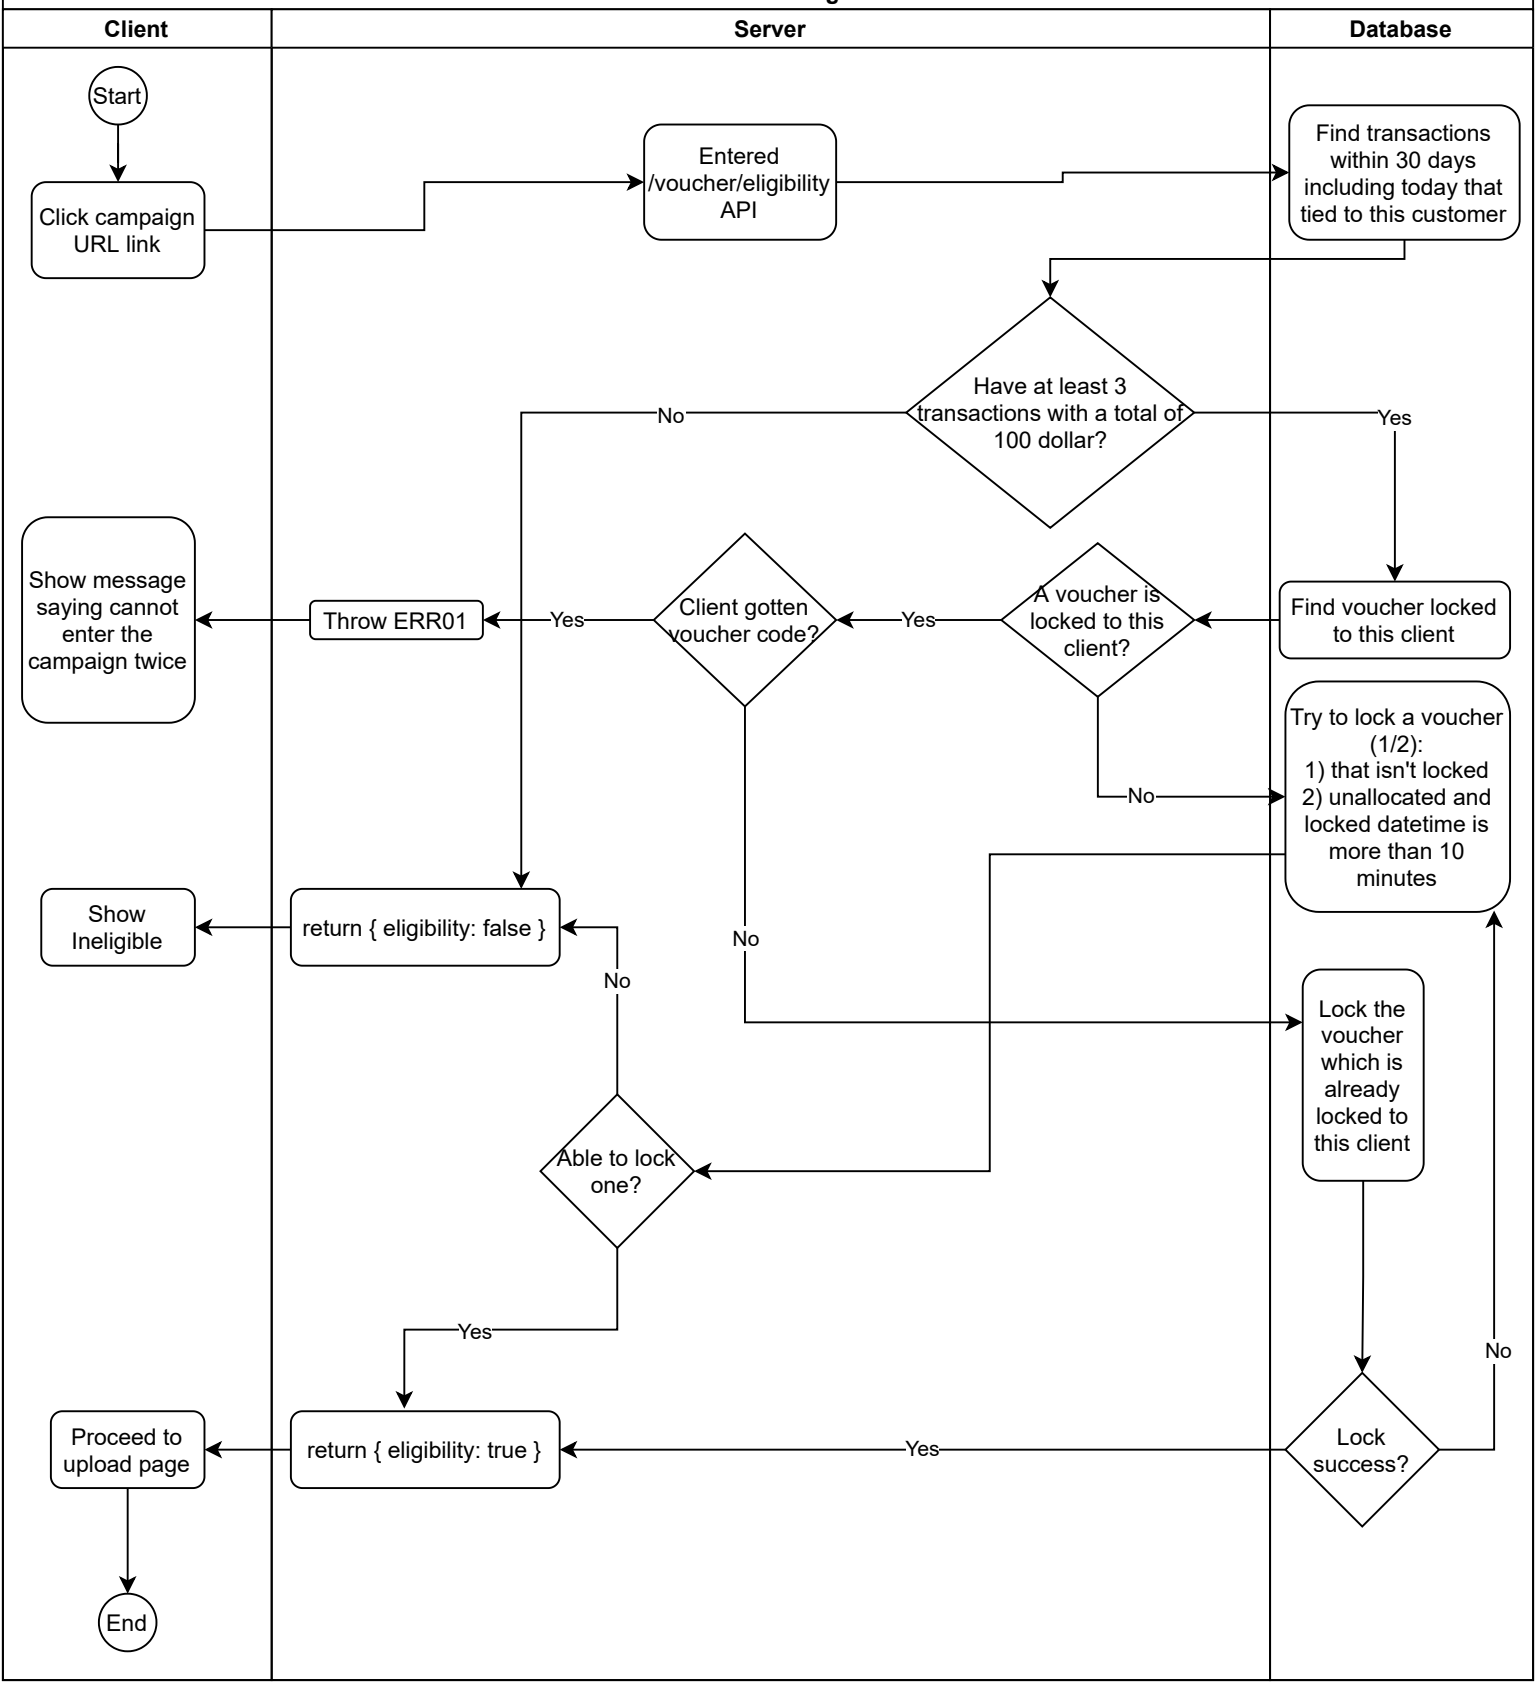 Client
Server
Database
Start
Click campaign
URL link
Entered
/voucher/eligibility
API
Find transactions
within 30 days
including today that
tied to this customer
Have at least 3
transactions with a total of
100 dollar?
No
Yes
Find voucher locked
to this client
A voucher is
locked to this
client?
Yes
Client gotten
voucher code?
Yes
Throw ERR01
Show message
saying cannot
enter the
campaign twice
Try to lock a voucher
(1/2):
1) that isn't locked
2) unallocated and
locked datetime is
more than 10
minutes
No
Show
Ineligible
return { eligibility: false }
No
No
Lock the
voucher
which is
already
locked to
this client
Able to lock
one?
Yes
No
Proceed to
upload page
return { eligibility: true }
Yes
Lock
success?
End